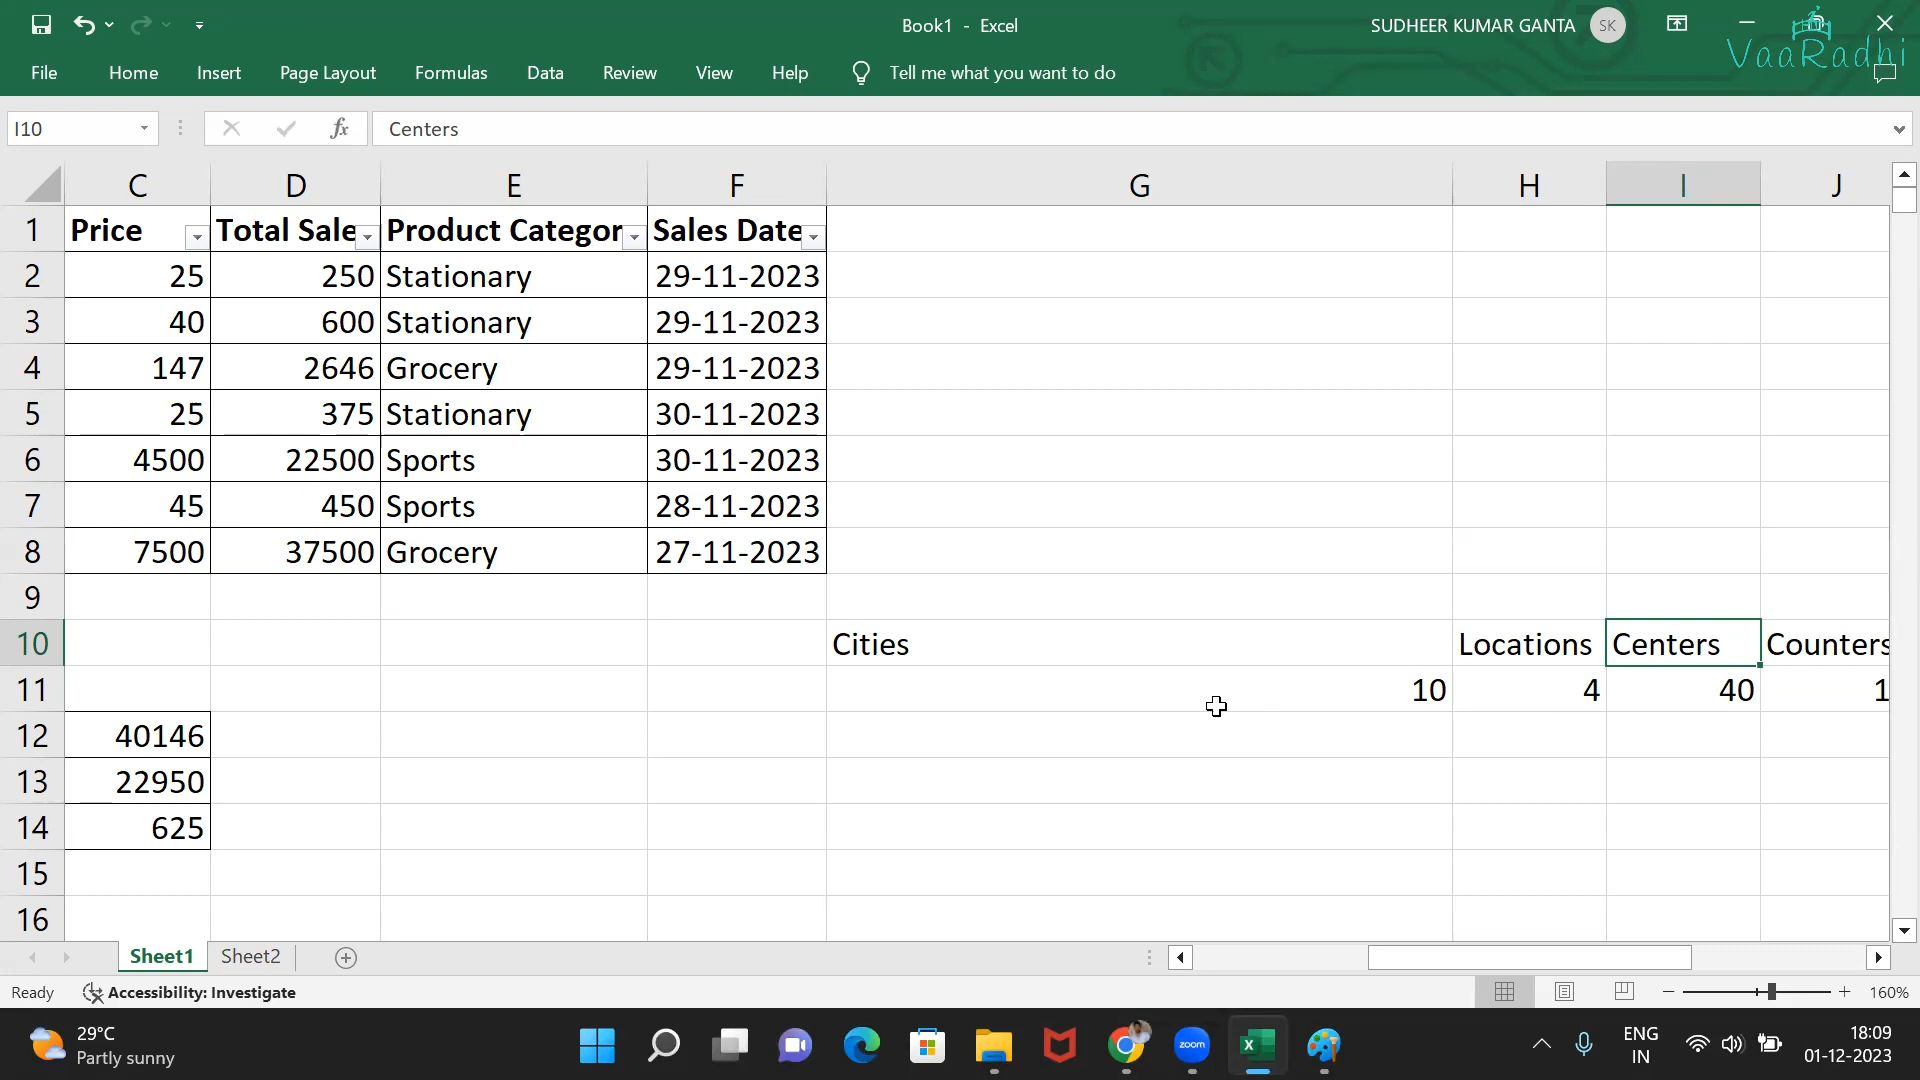 Book1 - Excel
SUDHEER KUMAR GANTA
SK
VaaRadhi
File Home Insert Page Layout Formulas Data Review View Help Tell me what you want to do
I10 fx Centers
C D E F G H I J
1 Price Total Sale Product Categor Sales Date
2 25 250 Stationary 29-11-2023
3 40 600 Stationary 29-11-2023
4 147 2646 Grocery 29-11-2023
5 25 375 Stationary 30-11-2023
6 4500 22500 Sports 30-11-2023
7 45 450 Sports 28-11-2023
8 7500 37500 Grocery 27-11-2023
9
10 Cities Locations Centers Counters
11 10 4 40 1
12 40146
13 22950
14 625
15
16
Sheet1 Sheet2
Ready Accessibility: Investigate 160%
29°C
Partly sunny
zoom
ENG
IN
18:09
01-12-2023